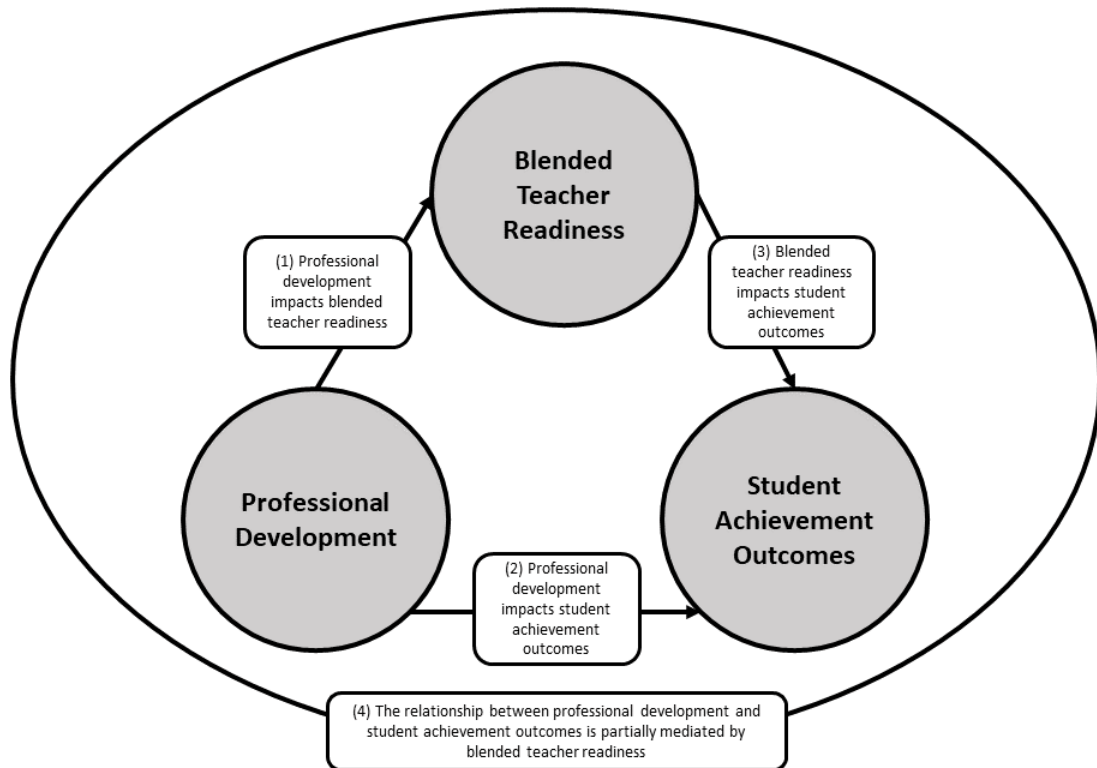 Blended
Teacher
Readiness
(1) Professional
development
impacts blended
teacher readiness
(3) Blended
teacher readiness
impacts student
achievement
outcomes
Professional
Development
Student
Achievement
Outcomes
(2) Professional
development
impacts student
achievement
outcomes
(4) The relationship between professional development and
student achievement outcomes is partially mediated by
blended teacher readiness